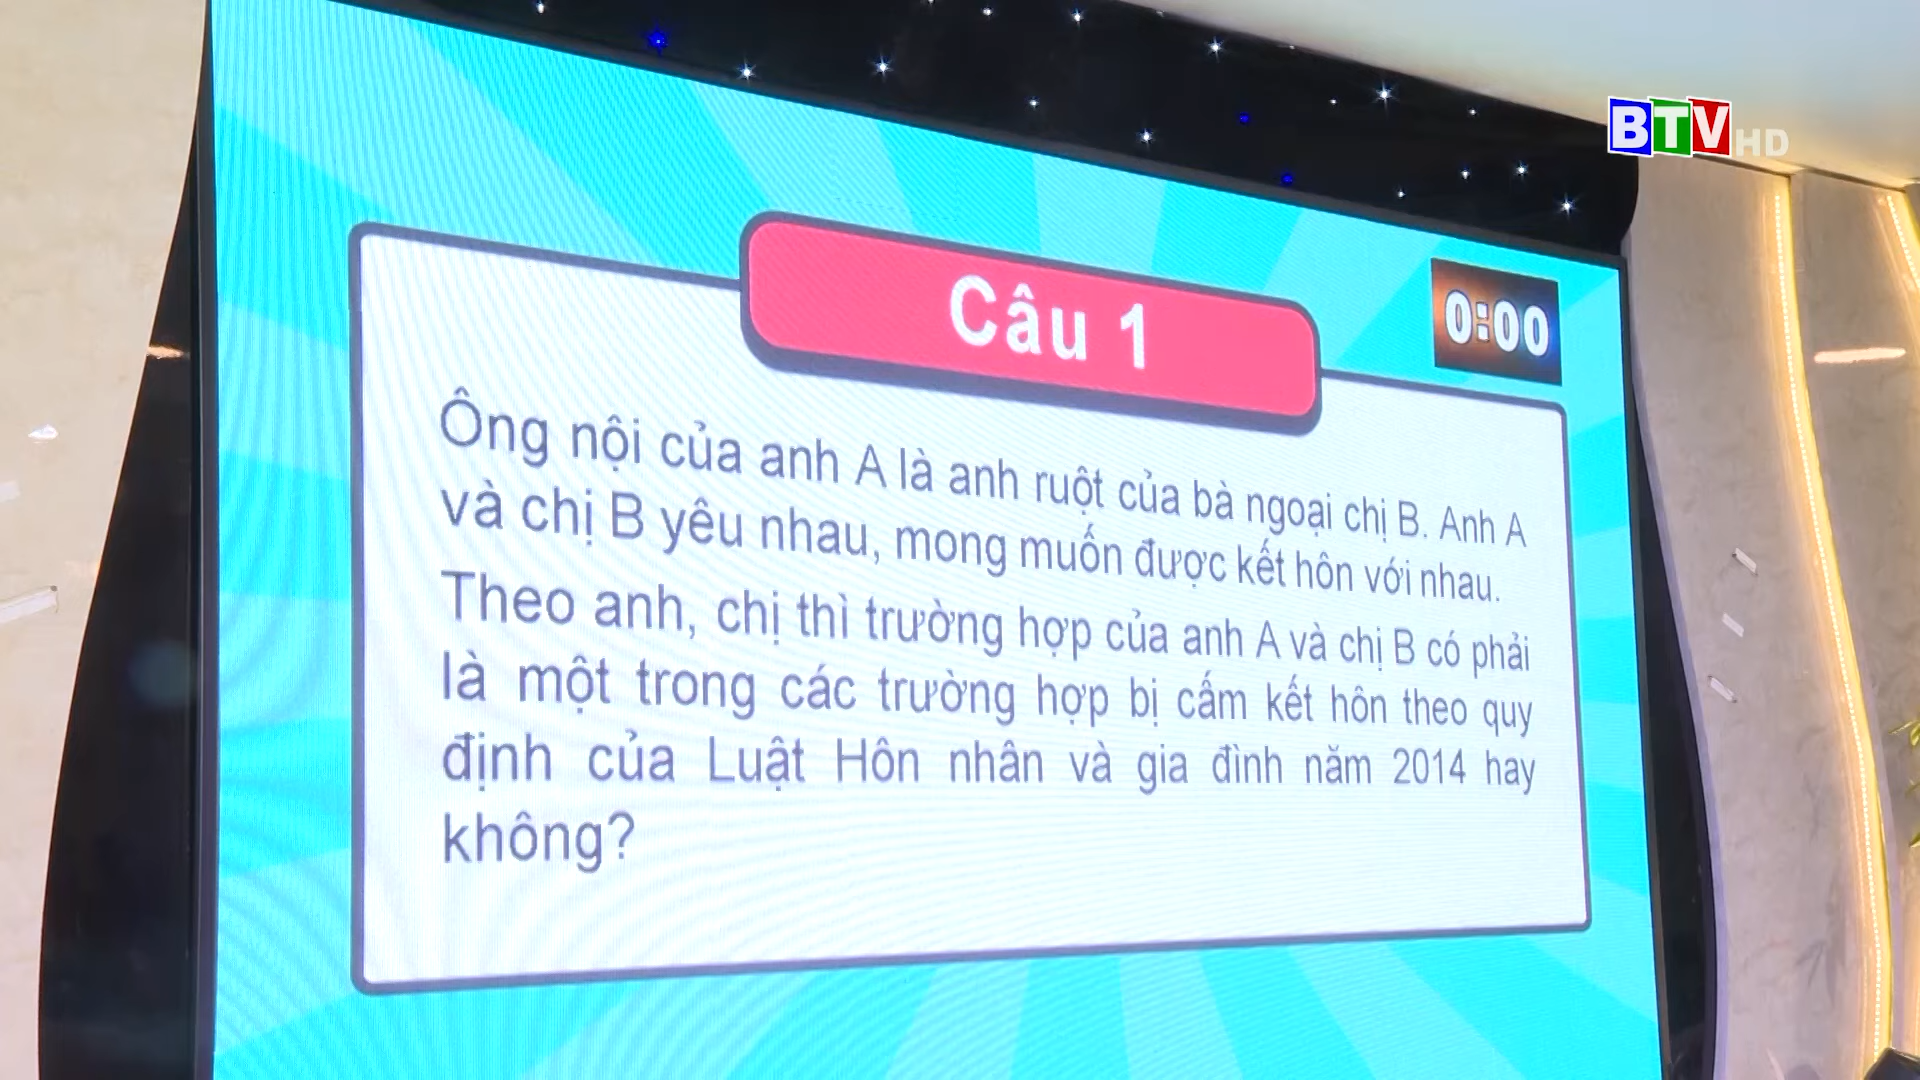 BTV HD
Câu 1
0:00
Ông nội của anh A là anh ruột của bà ngoại chị B. Anh A
và chị B yêu nhau, mong muốn được kết hôn với nhau.
Theo anh, chị thì trường hợp của anh A và chị B có phải
là một trong các trường hợp bị cấm kết hôn theo quy
định của Luật Hôn nhân và gia đình năm 2014 hay
không?